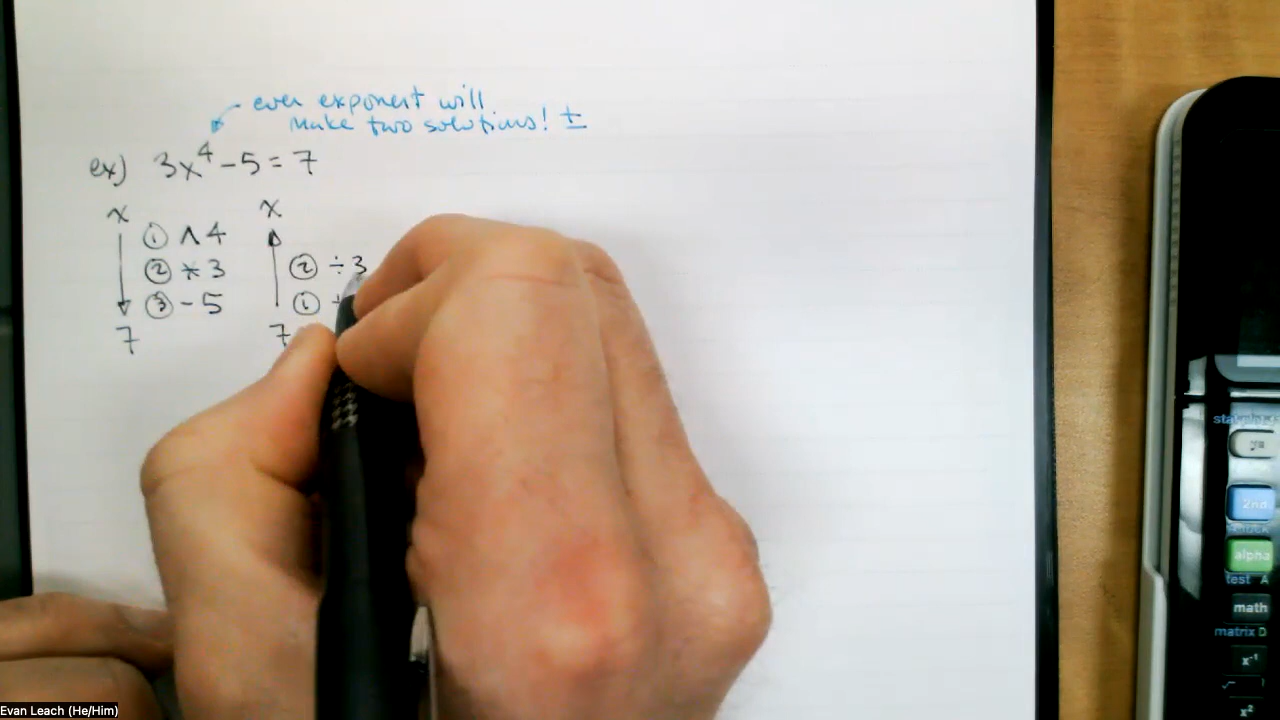 even exponent will
make two solutions! ±
ex) 3x⁴ - 5 = 7
x
① ^ 4
② * 3
③ - 5
7
x
② ÷ 3
① +
7
2nd
alpha
test A
math
matrix D
x⁻¹
x²
Evan Leach (He/Him)